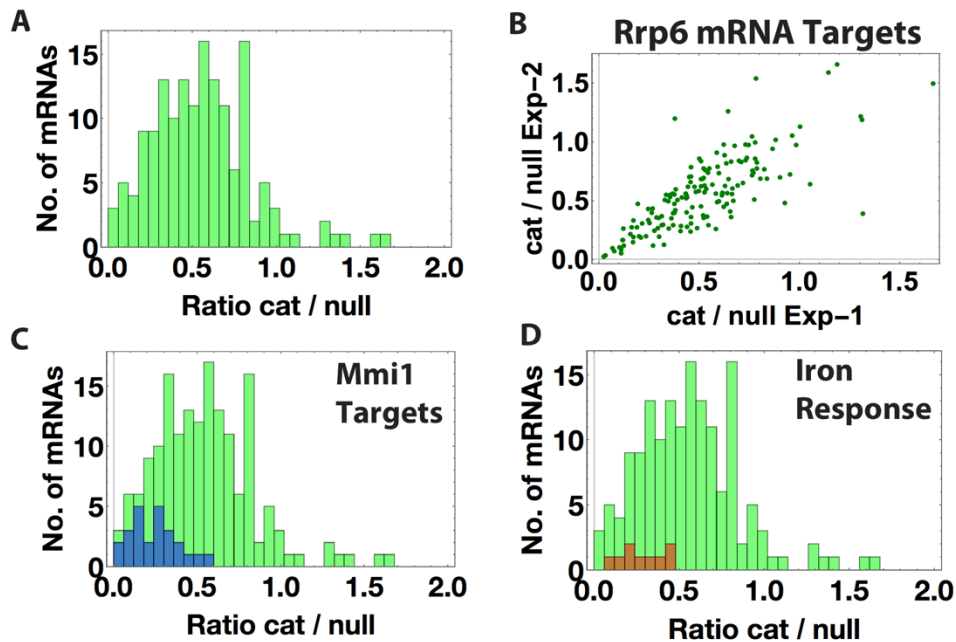 A
No. of mRNAs
15
10
5
0
0.0 0.5 1.0 1.5 2.0
Ratio cat / null
B
Rrp6 mRNA Targets
cat / null Exp-2
1.5
1.0
0.5
0.0
0.0 0.5 1.0 1.5
cat / null Exp-1
C
Mmi1
Targets
No. of mRNAs
15
10
5
0
0.0 0.5 1.0 1.5 2.0
Ratio cat / null
D
Iron
Response
No. of mRNAs
15
10
5
0
0.0 0.5 1.0 1.5 2.0
Ratio cat / null